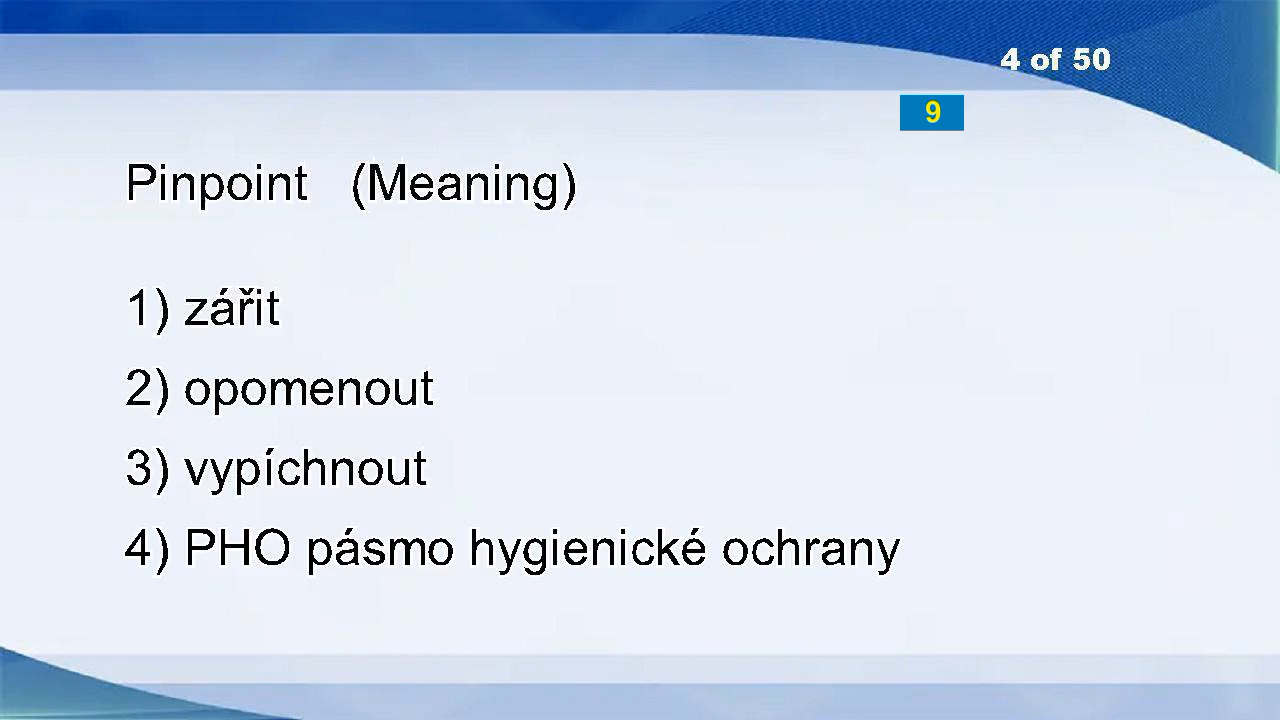 4 of 50
9
Pinpoint (Meaning)
1) zářit
2) opomenout
3) vypíchnout
4) PHO pásmo hygienické ochrany